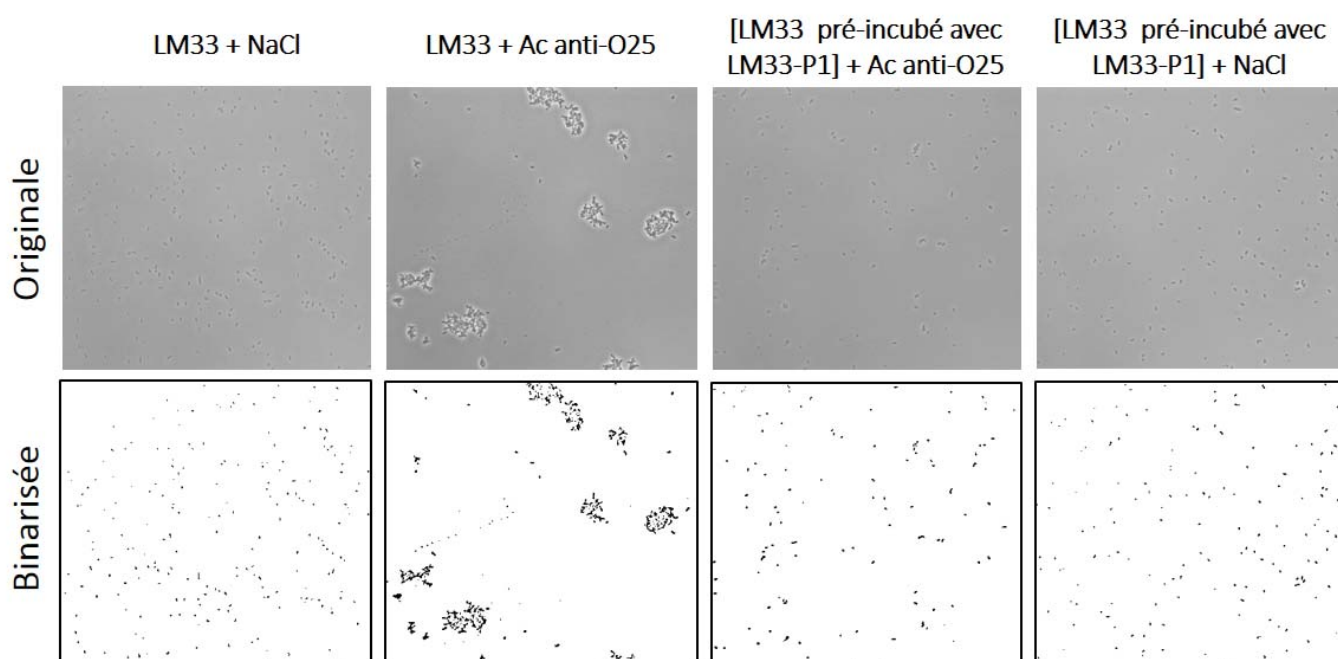 LM33 + NaCl
LM33 + Ac anti-O25
[LM33 pré-incubé avec
LM33-P1] + Ac anti-O25
[LM33 pré-incubé avec
LM33-P1] + NaCl
Originale
Binarisée